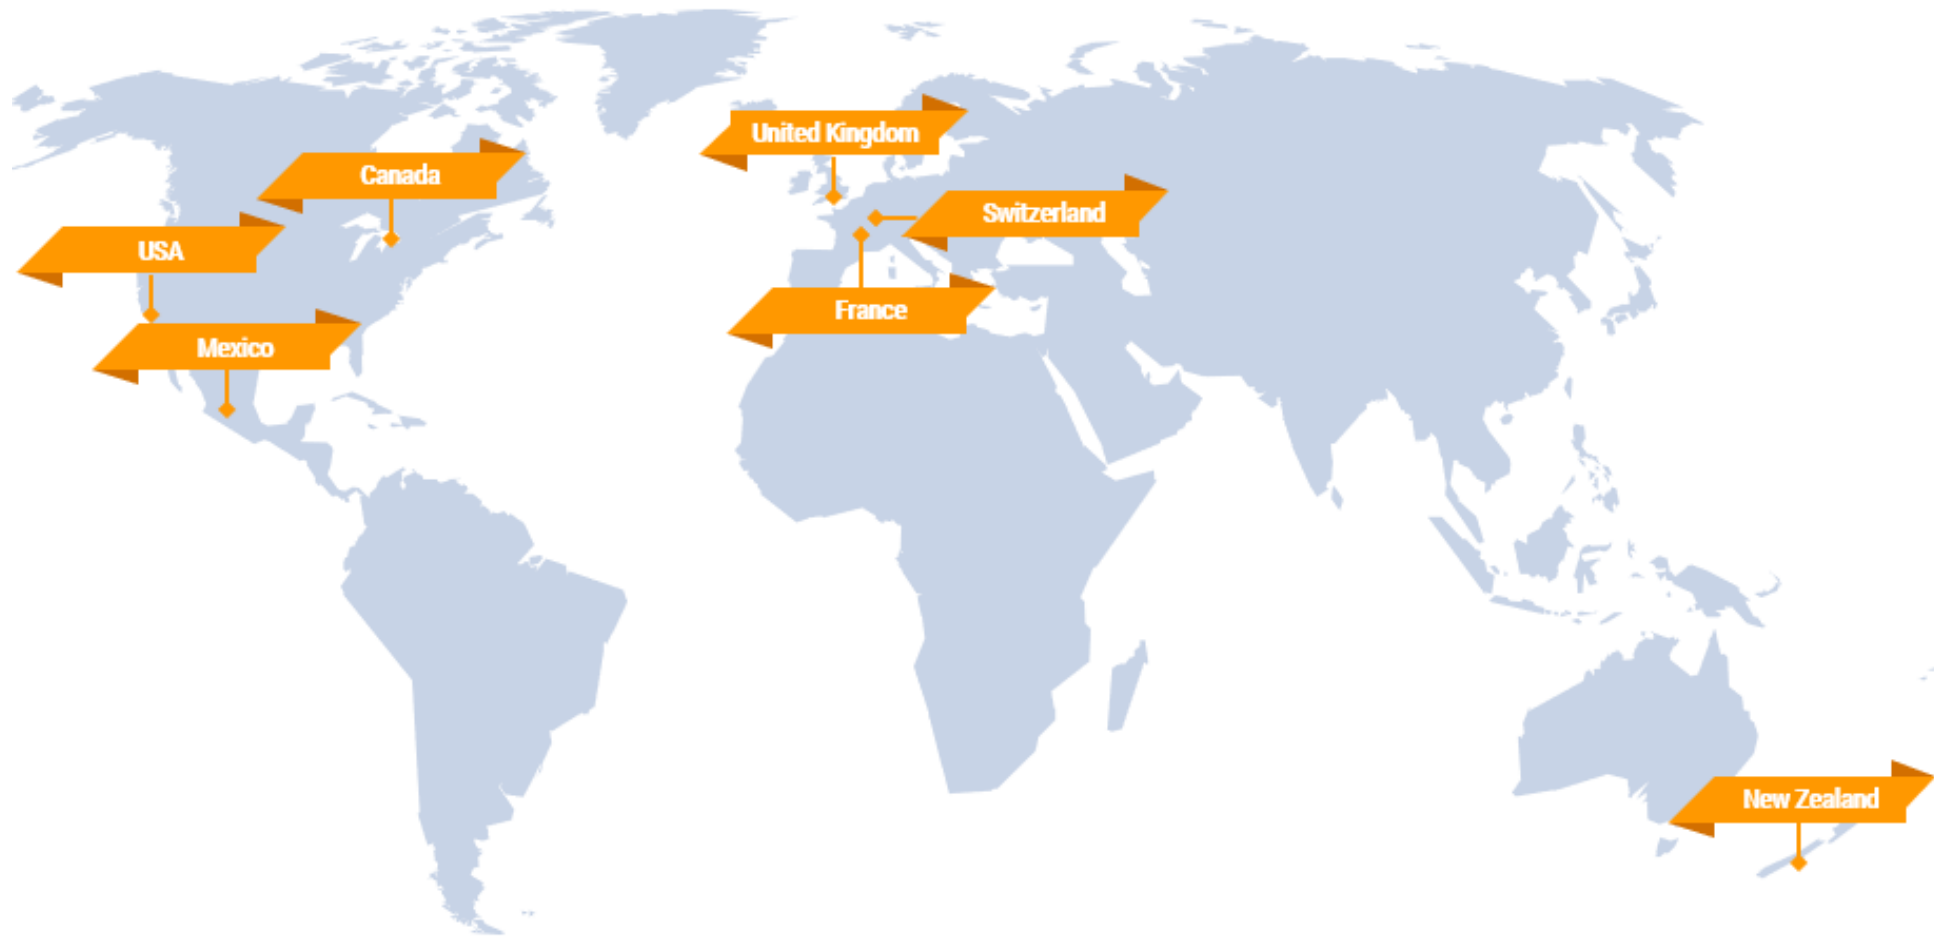 United Kingdom
Canada
Switzerland
USA
France
Mexico
New Zealand